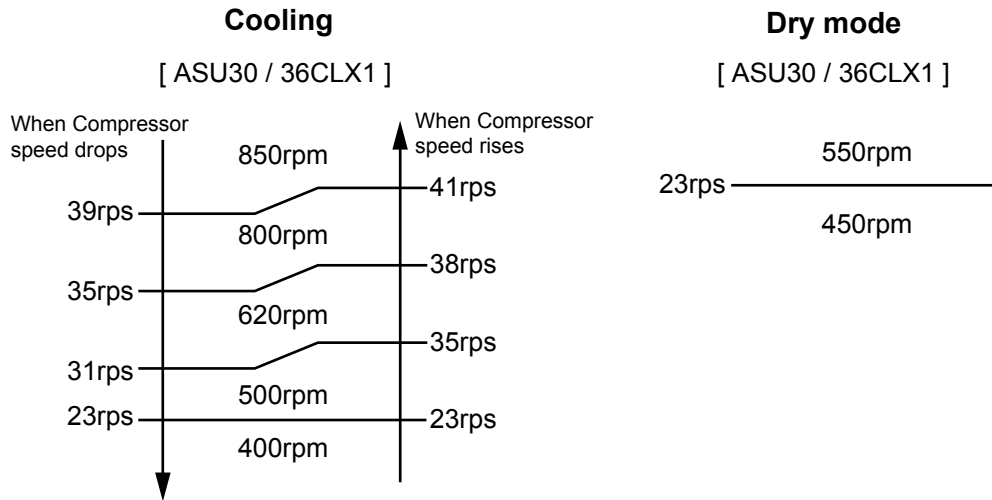 Cooling
[ ASU30 / 36CLX1 ]
When Compressor
speed drops
When Compressor
speed rises
850rpm
41rps
39rps
800rpm
38rps
35rps
620rpm
35rps
31rps
500rpm
23rps
23rps
400rpm
Dry mode
[ ASU30 / 36CLX1 ]
550rpm
23rps
450rpm